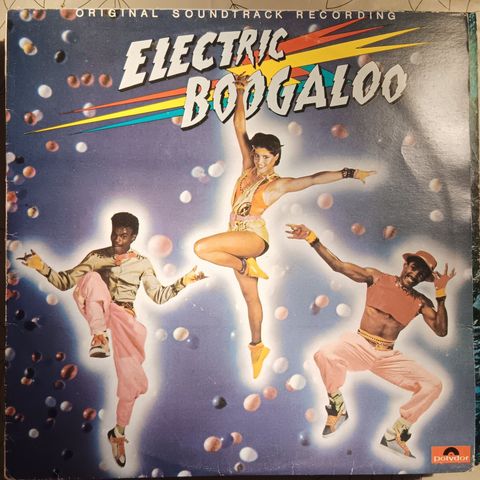 ORIGINAL SOUNDTRACK RECORDING
ELECTRIC
BOOGALOO
polydor